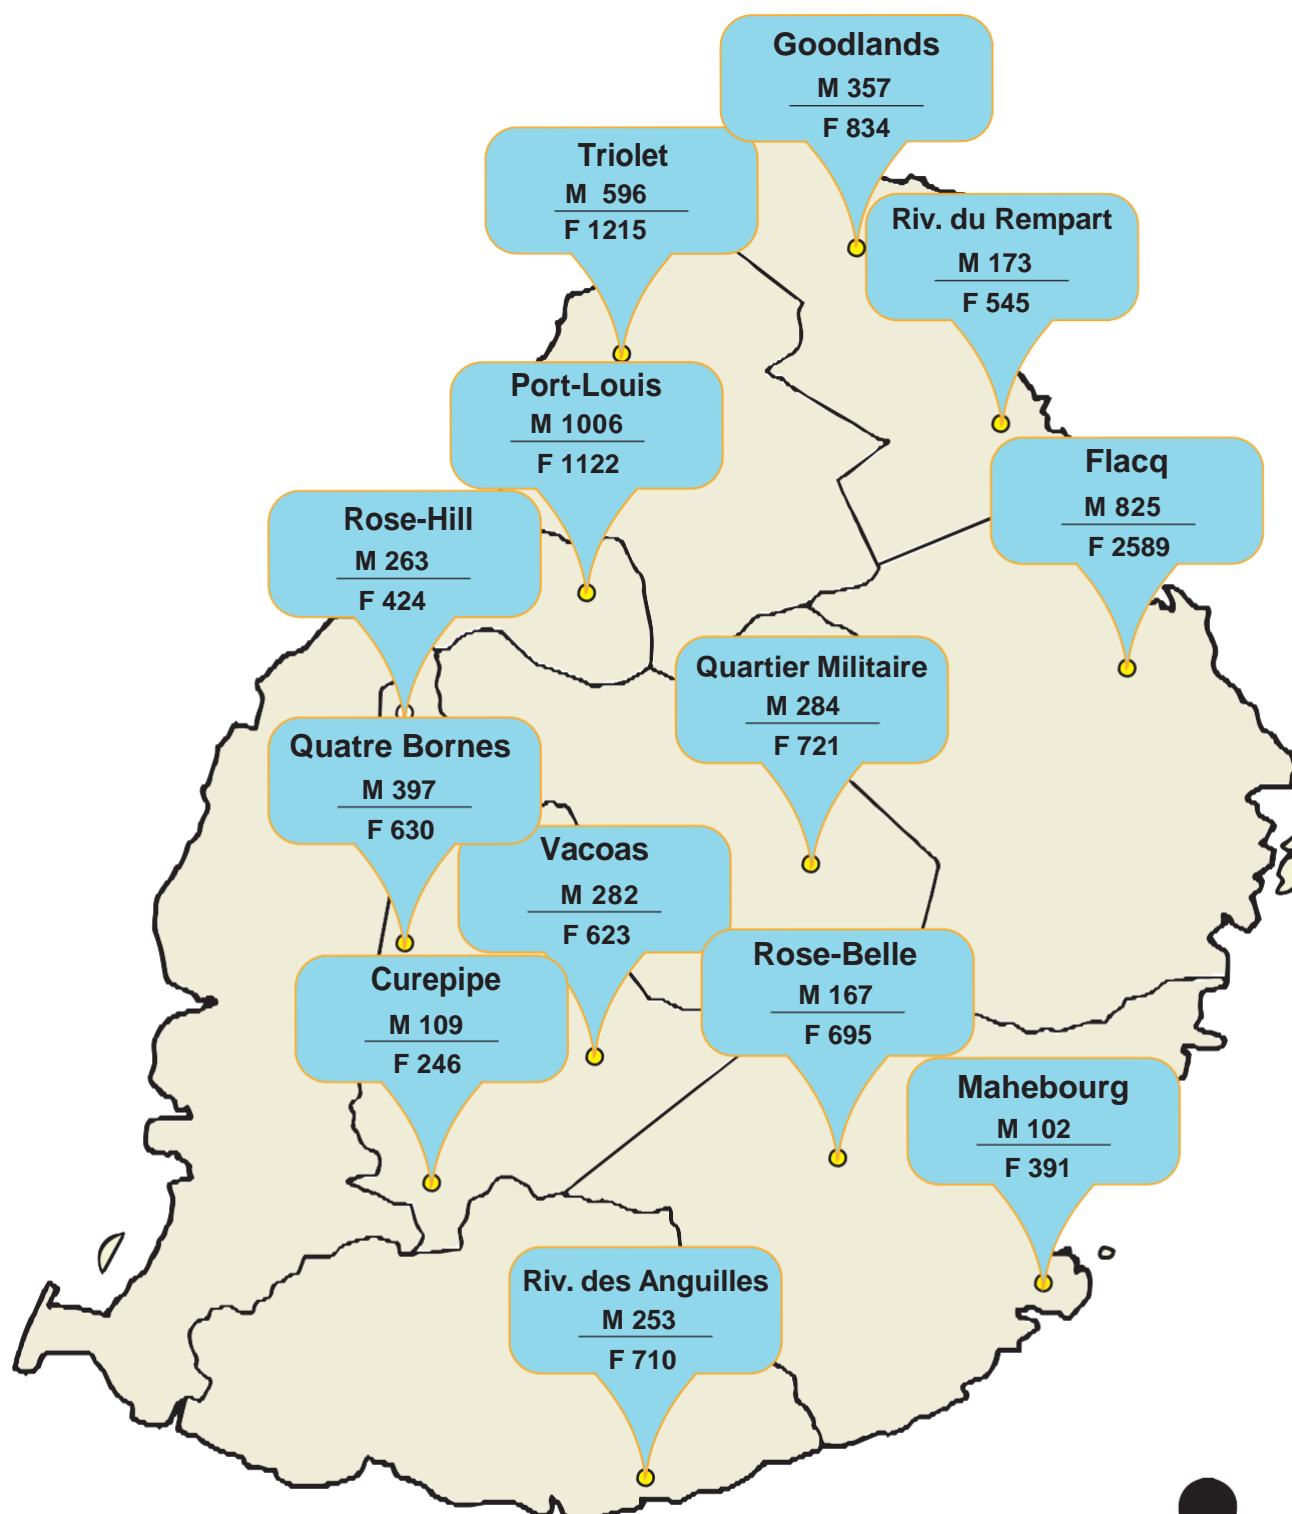 Goodlands
M 357
F 834
Triolet
M 596
F 1215
Riv. du Rempart
M 173
F 545
Port-Louis
M 1006
F 1122
Flacq
M 825
F 2589
Rose-Hill
M 263
F 424
Quartier Militaire
M 284
F 721
Quatre Bornes
M 397
F 630
Vacoas
M 282
F 623
Rose-Belle
M 167
F 695
Curepipe
M 109
F 246
Mahebourg
M 102
F 391
Riv. des Anguilles
M 253
F 710